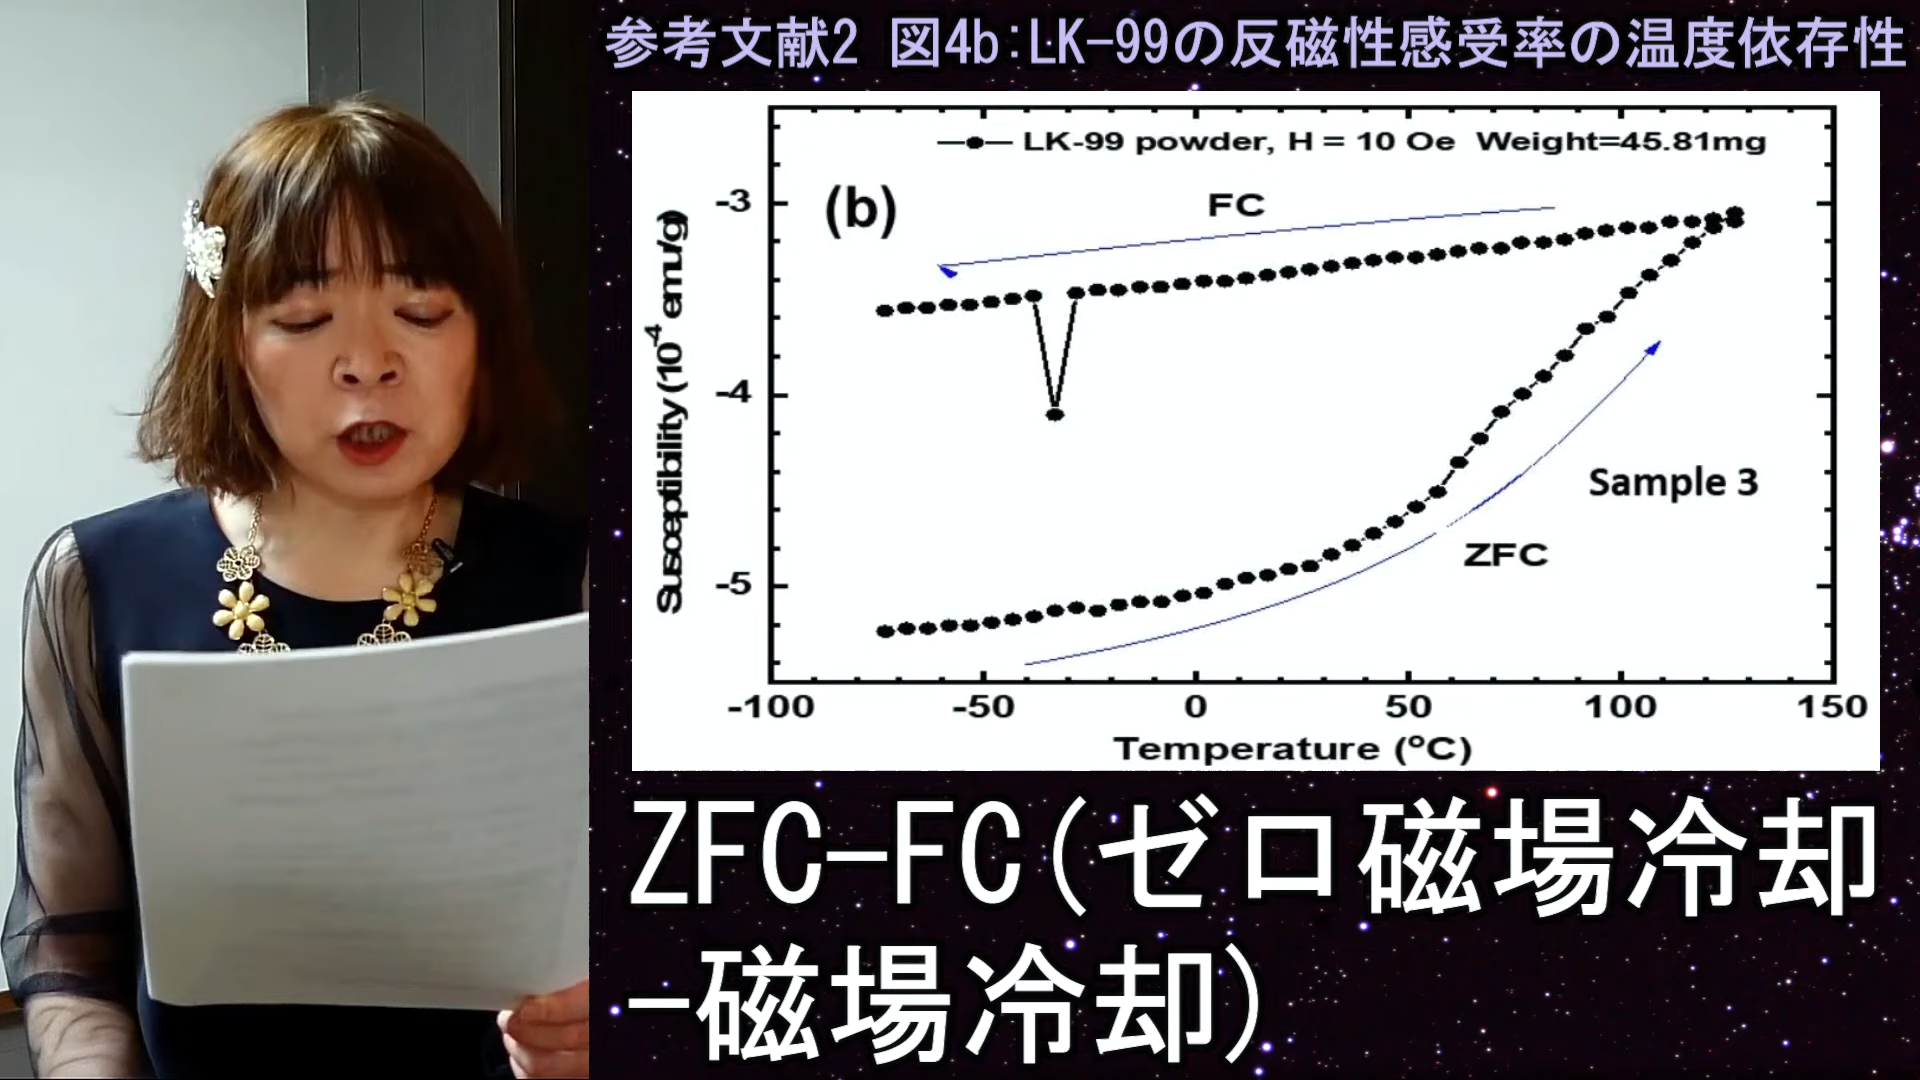 参考文献2 図4b:LK-99の反磁性感受率の温度依存性
LK-99 powder, H = 10 Oe Weight=45.81mg
(b)
FC
-3
-4
-5
Susceptibility (10⁻⁴ emu/g)
Sample 3
ZFC
-100 -50 0 50 100 150
Temperature (°C)
ZFC-FC(ゼロ磁場冷却
-磁場冷却)